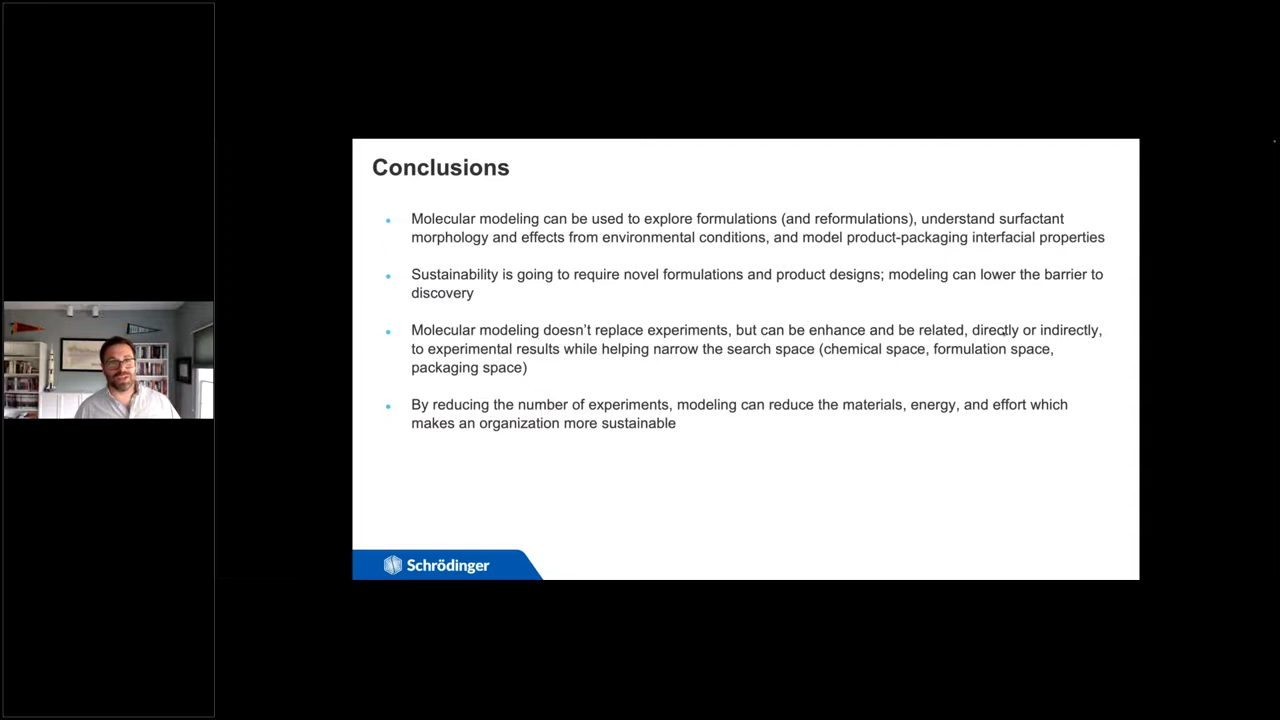 Conclusions
Molecular modeling can be used to explore formulations (and reformulations), understand surfactant
morphology and effects from environmental conditions, and model product-packaging interfacial properties
Sustainability is going to require novel formulations and product designs; modeling can lower the barrier to
discovery
Molecular modeling doesn’t replace experiments, but can be enhance and be related, directly or indirectly,
to experimental results while helping narrow the search space (chemical space, formulation space,
packaging space)
By reducing the number of experiments, modeling can reduce the materials, energy, and effort which
makes an organization more sustainable
Schrödinger